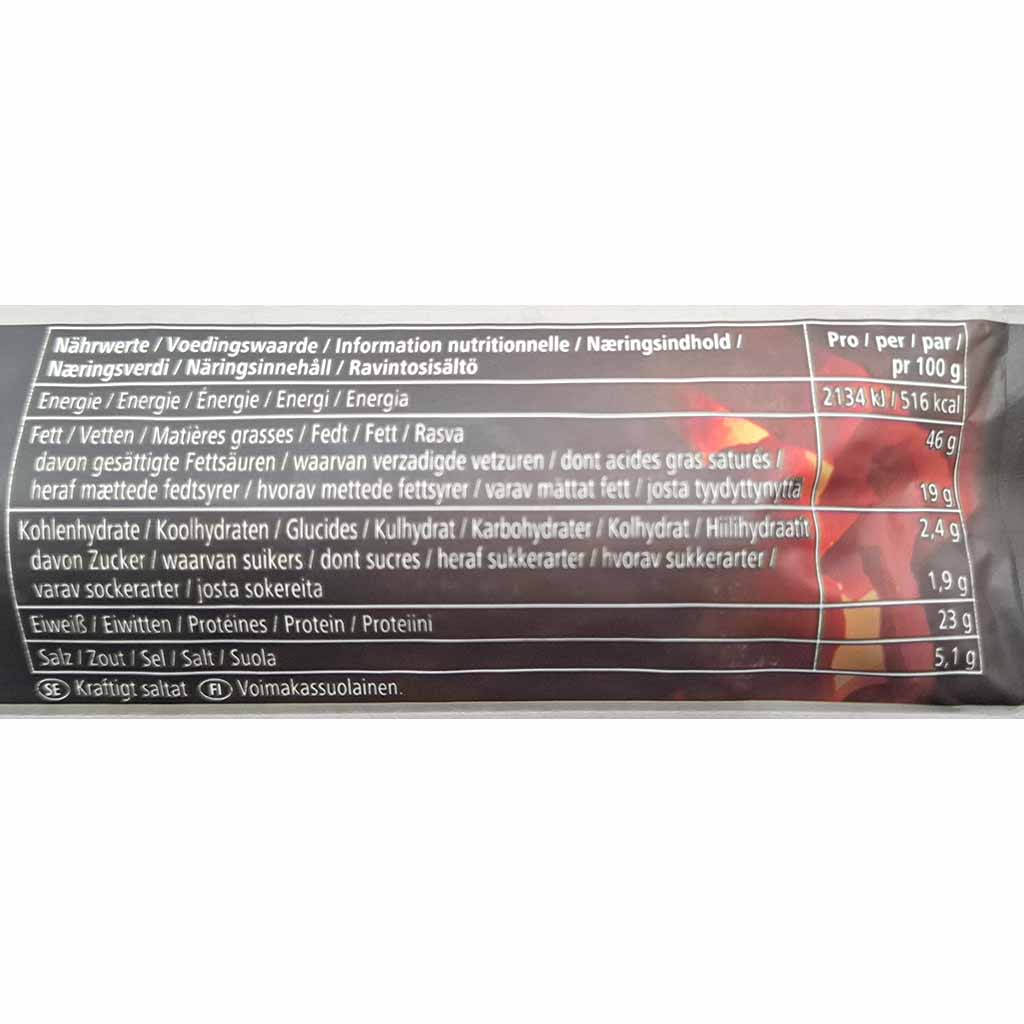 Nährwerte / Voedingswaarde / Information nutritionnelle / Næringsindhold / Pro / per / par /
Næringsverdi / Näringsinnehåll / Ravintosisältö pr 100 g
Energie / Energie / Énergie / Energi / Energia 2134 kJ / 516 kcal
Fett / Vetten / Matières grasses / Fedt / Fett / Rasva 46 g
davon gesättigte Fettsäuren / waarvan verzadigde vetzuren / dont acides gras saturés /
heraf mættede fedtsyrer / hvorav mettede fettsyrer / varav mättat fett / josta tyydyttynyttä 19 g
Kohlenhydrate / Koolhydraten / Glucides / Kulhydrat / Karbohydrater / Kolhydrat / Hiilihydraatit 2,4 g
davon Zucker / waarvan suikers / dont sucres / heraf sukkerarter / hvorav sukkerarter /
varav sockerarter / josta sokereita 1,9 g
Eiweiß / Eiwitten / Protéines / Protein / Proteiini 23 g
Salz / Zout / Sel / Salt / Suola 5,1 g
SE Kraftigt saltat FI Voimakassuolainen.